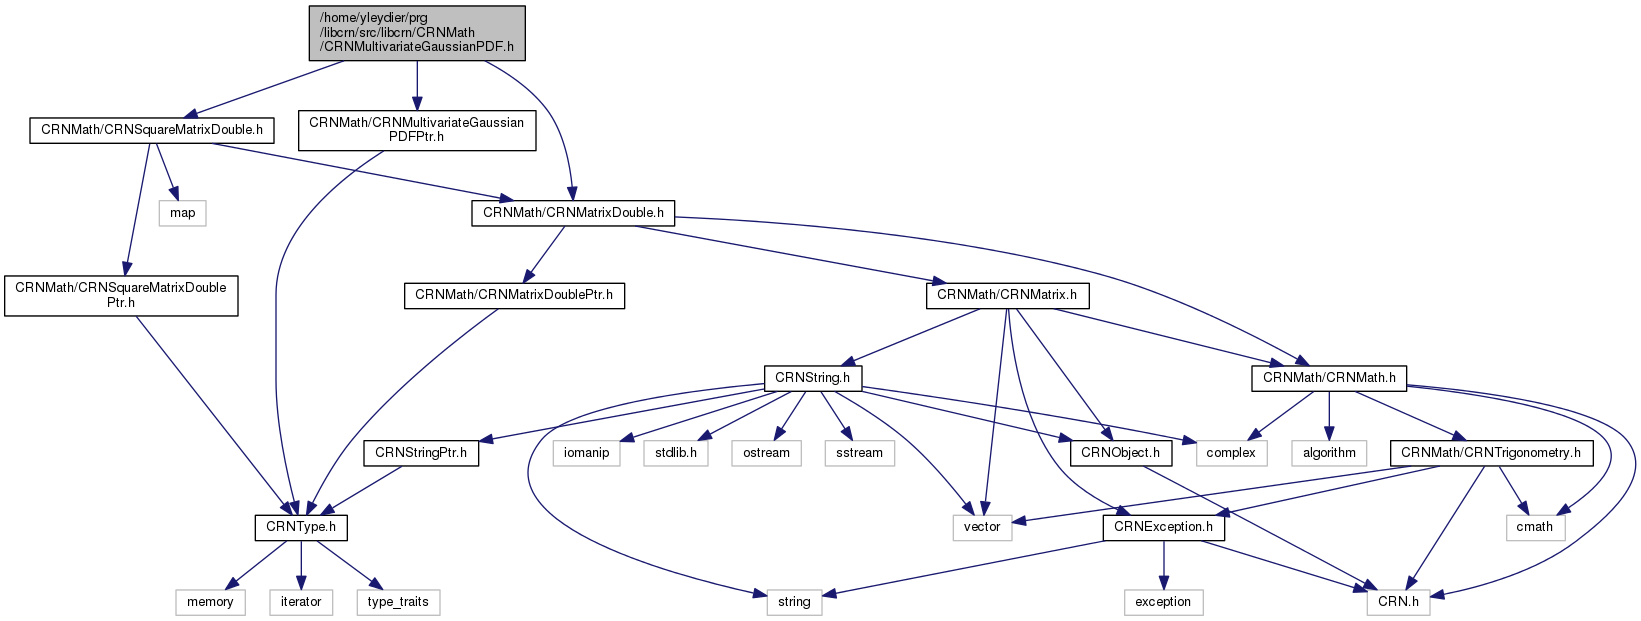 /home/yleydier/prg
/libcrn/src/libcrn/CRNMath
/CRNMultivariateGaussianPDF.h
CRNMath/CRNSquareMatrixDouble.h
CRNMath/CRNMultivariateGaussian
PDFPtr.h
map
CRNMath/CRNMatrixDouble.h
CRNMath/CRNSquareMatrixDouble
Ptr.h
CRNMath/CRNMatrixDoublePtr.h
CRNMath/CRNMatrix.h
CRNString.h
CRNMath/CRNMath.h
CRNStringPtr.h
iomanip
stdlib.h
ostream
sstream
CRNObject.h
complex
algorithm
CRNMath/CRNTrigonometry.h
CRNType.h
vector
CRNException.h
cmath
memory
iterator
type_traits
string
exception
CRN.h